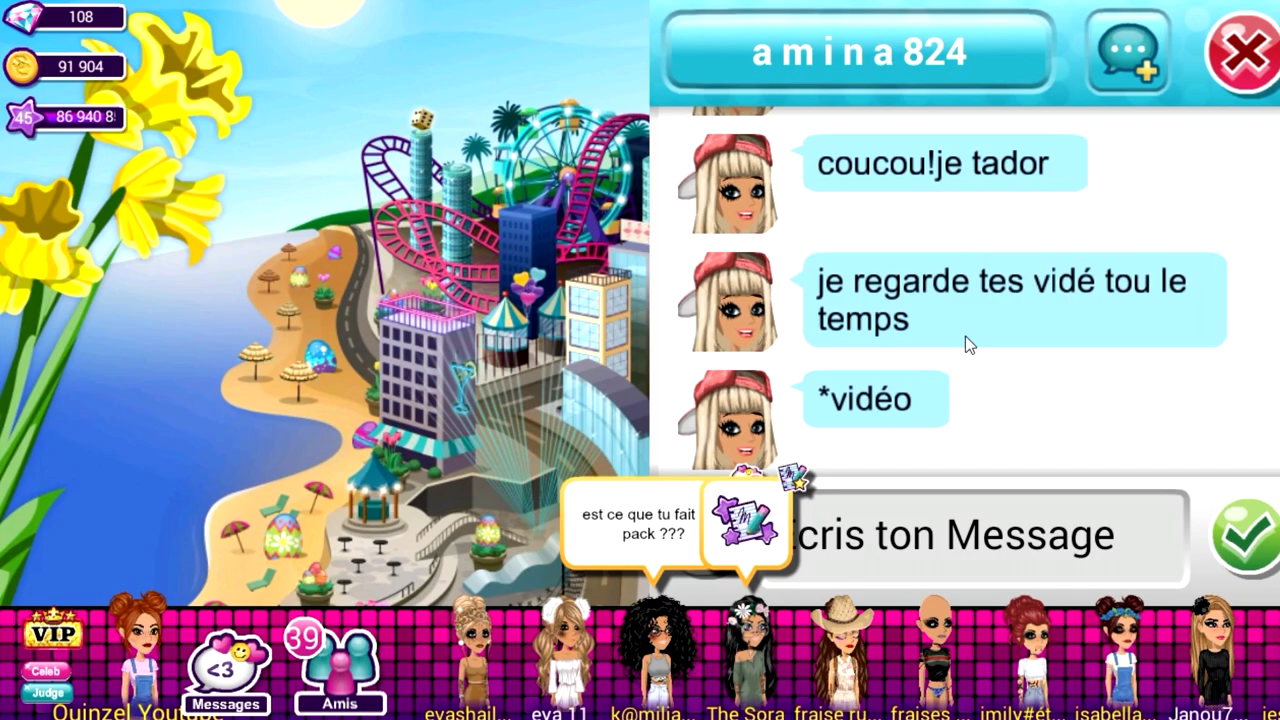 108
91 904
45
86 940 8
a m i n a 824
coucou!je tador
je regarde tes vidé tou le
temps
*vidéo
est ce que tu fait
pack ???
cris ton Message
VIP
Celeb
Judge
Quinzel Youtube
<3
Messages
39
Amis
evashail...
eva 11
k@milia...
The Sora
fraise ru...
fraises ...
imily#ét...
isabella...